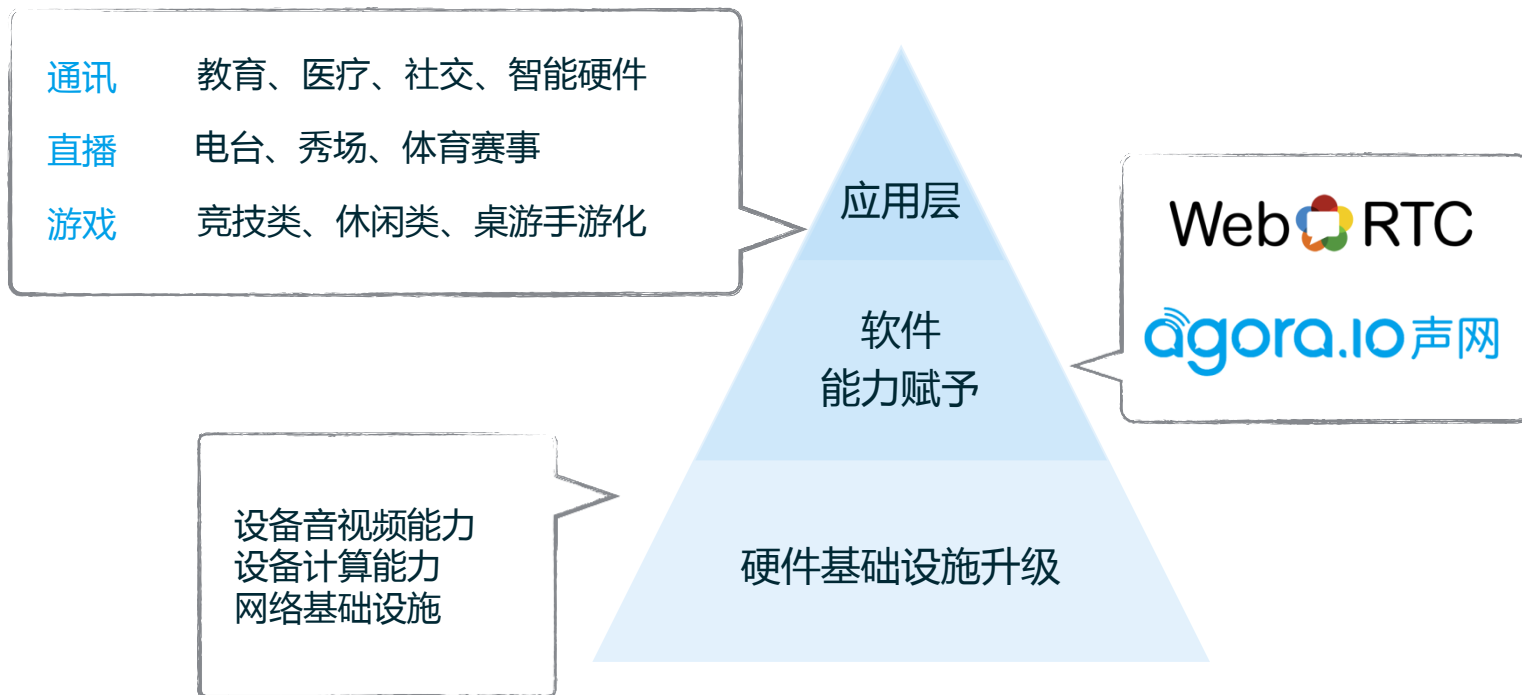 通讯 教育、医疗、社交、智能硬件
直播 电台、秀场、体育赛事
游戏 竞技类、休闲类、桌游手游化
应用层
软件
能力赋予
硬件基础设施升级
Web RTC
agora.io声网
设备音视频能力
设备计算能力
网络基础设施